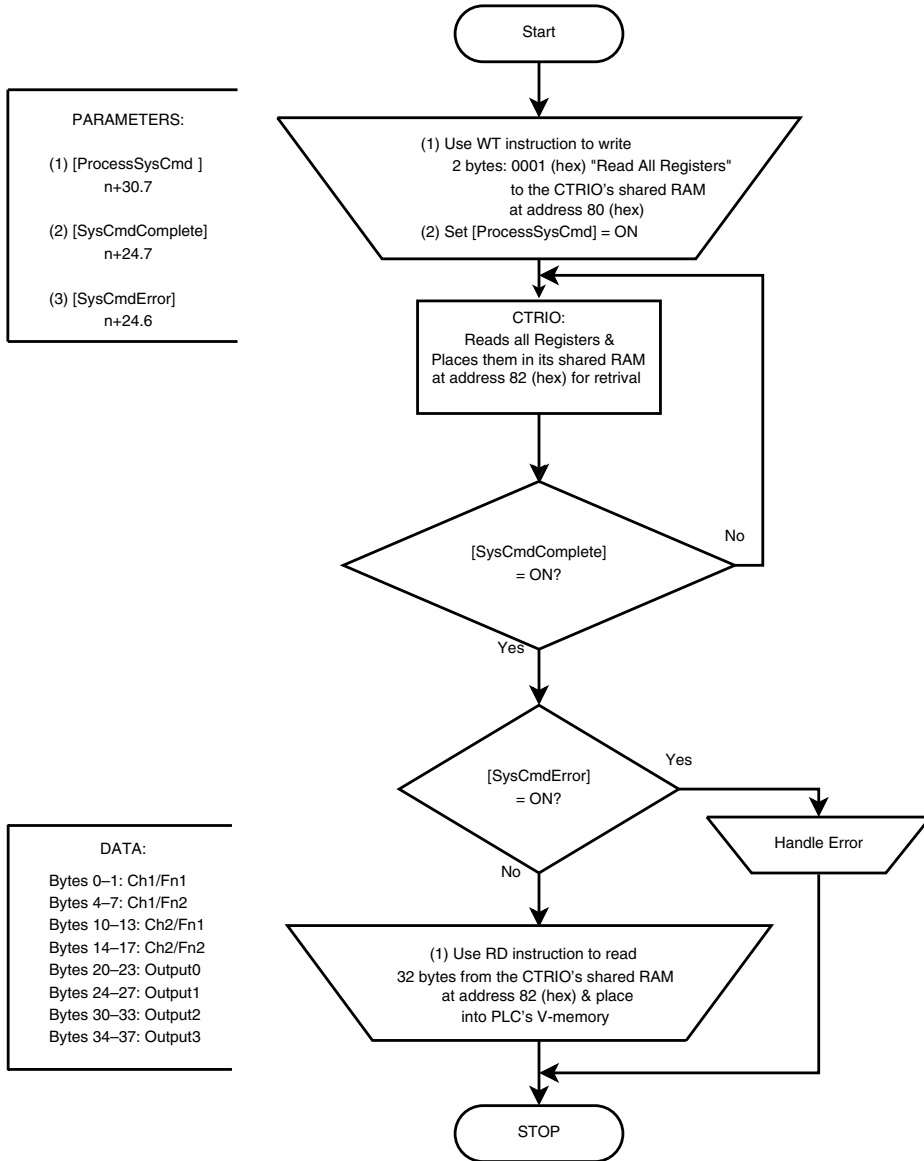 Start
PARAMETERS:
(1) [ProcessSysCmd ]
n+30.7
(2) [SysCmdComplete]
n+24.7
(3) [SysCmdError]
n+24.6
(1) Use WT instruction to write
2 bytes: 0001 (hex) "Read All Registers"
to the CTRIO's shared RAM
at address 80 (hex)
(2) Set [ProcessSysCmd] = ON
CTRIO:
Reads all Registers &
Places them in its shared RAM
at address 82 (hex) for retrival
[SysCmdComplete]
= ON?
No
Yes
[SysCmdError]
= ON?
Yes
Handle Error
No
DATA:
Bytes 0–1: Ch1/Fn1
Bytes 4–7: Ch1/Fn2
Bytes 10–13: Ch2/Fn1
Bytes 14–17: Ch2/Fn2
Bytes 20–23: Output0
Bytes 24–27: Output1
Bytes 30–33: Output2
Bytes 34–37: Output3
(1) Use RD instruction to read
32 bytes from the CTRIO's shared RAM
at address 82 (hex) & place
into PLC's V-memory
STOP